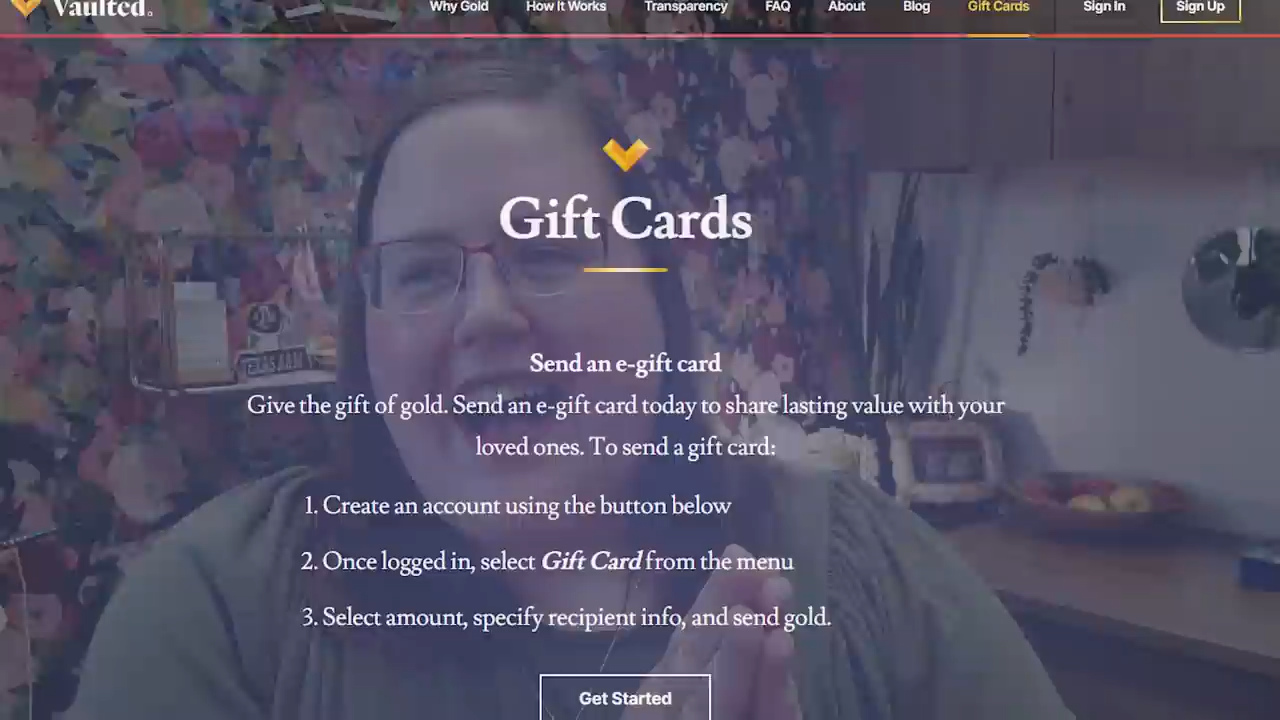 Vaulted.
Why Gold How It Works Transparency FAQ About Blog Gift Cards Sign In Sign Up
Gift Cards
Send an e-gift card
Give the gift of gold. Send an e-gift card today to share lasting value with your
loved ones. To send a gift card:
1. Create an account using the button below
2. Once logged in, select Gift Card from the menu
3. Select amount, specify recipient info, and send gold.
Get Started